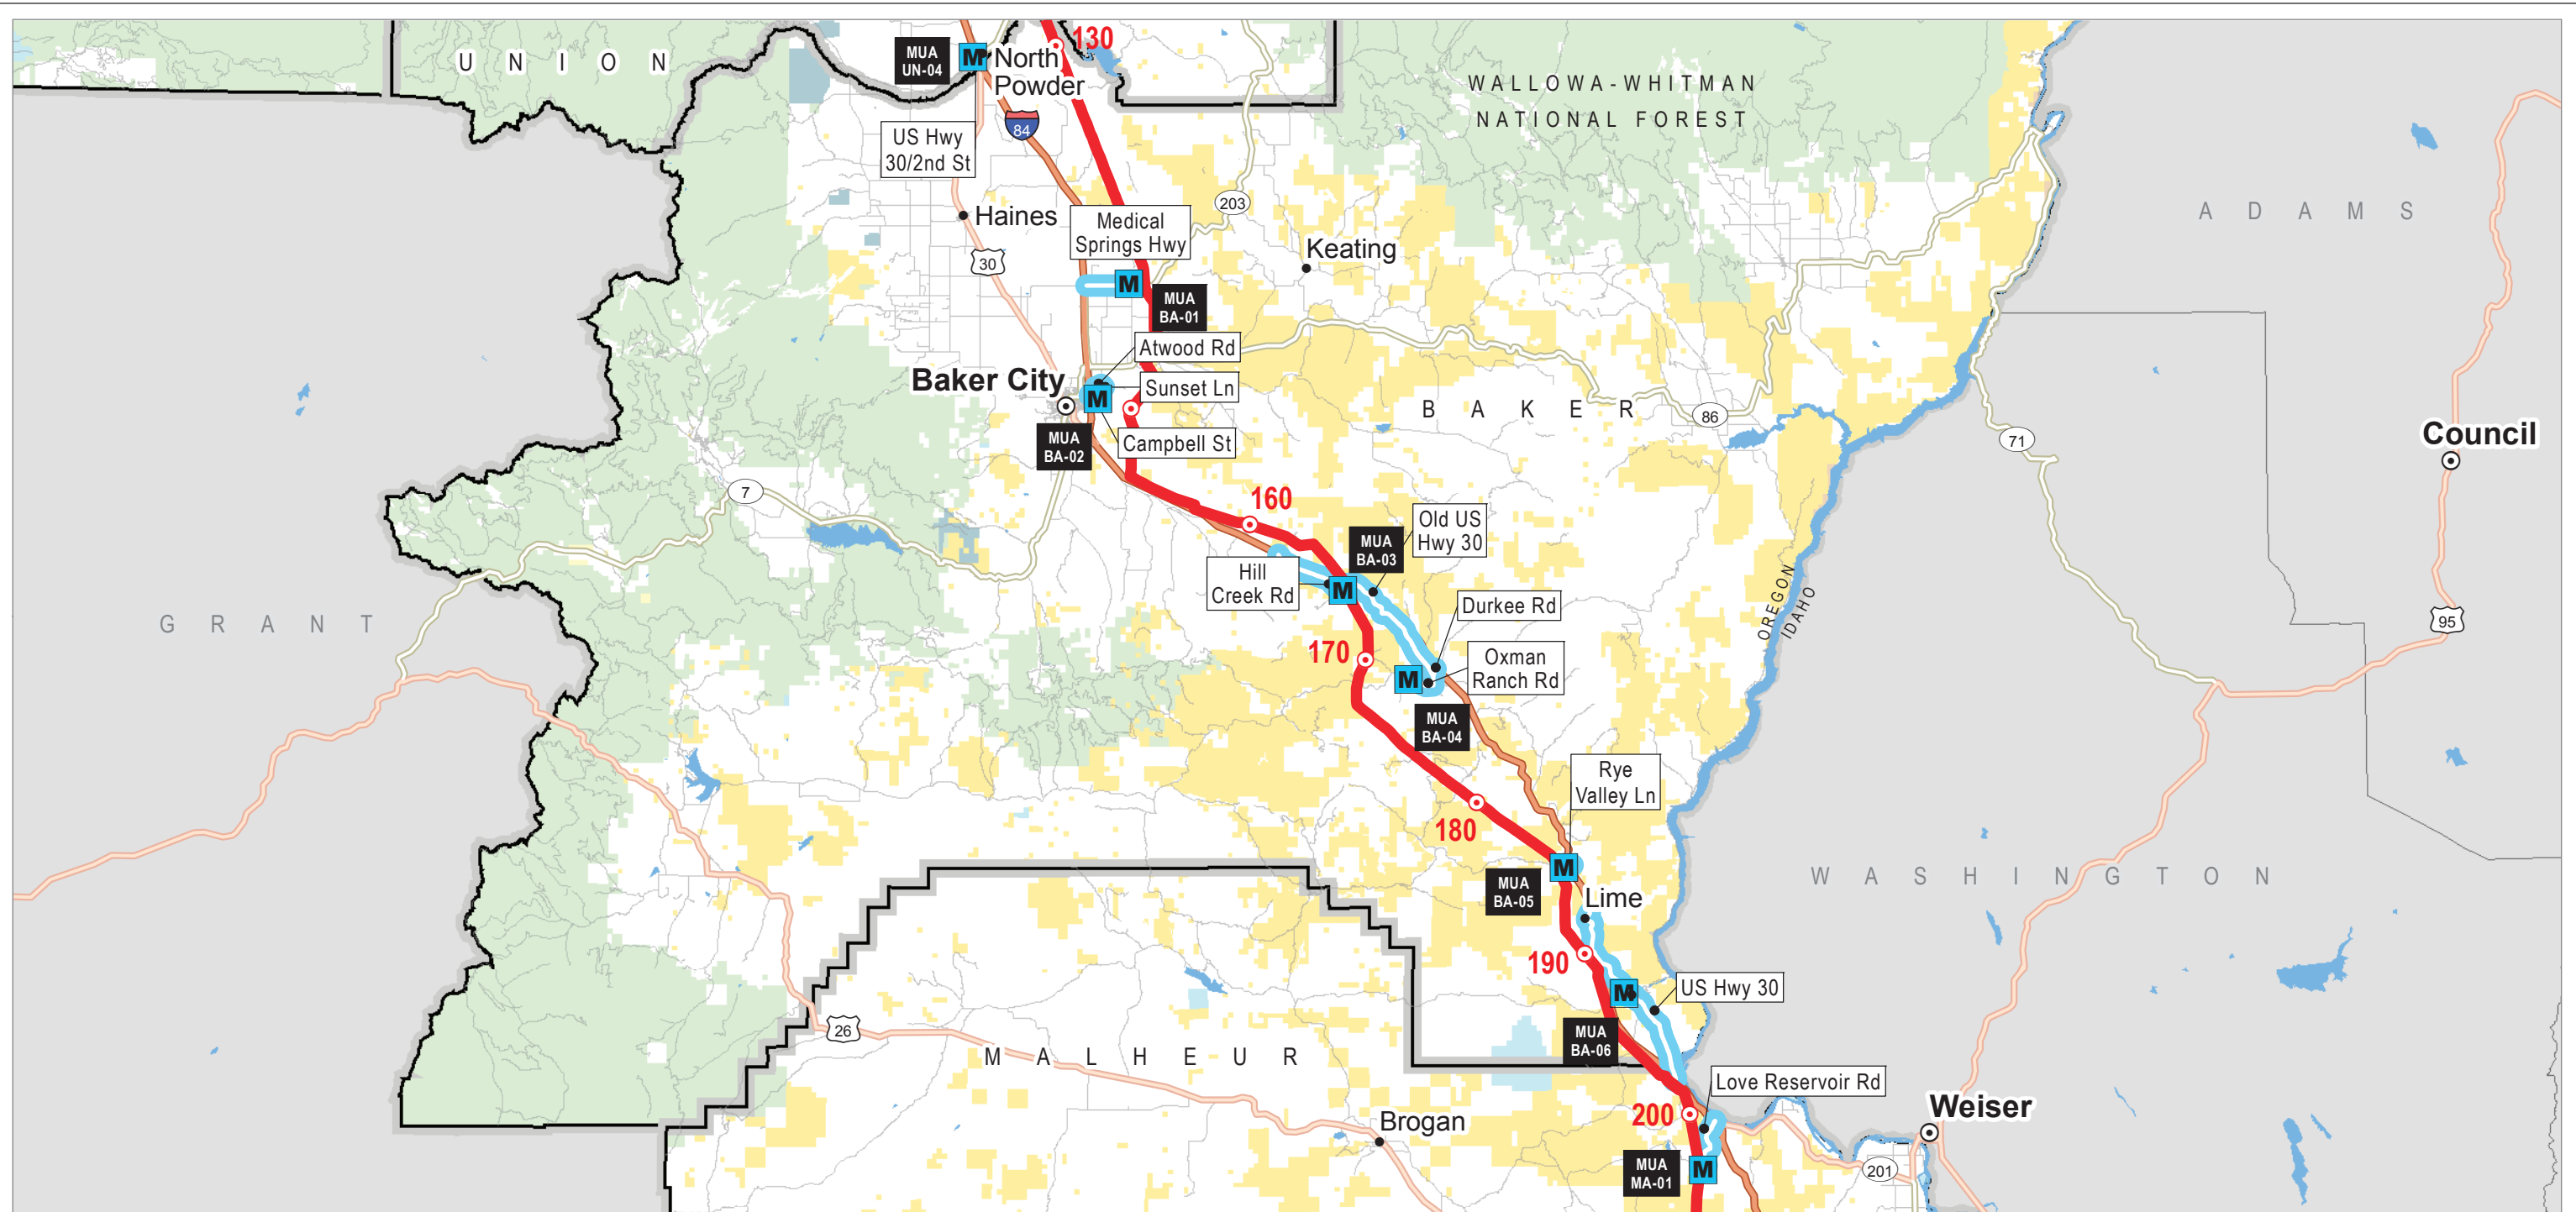 UNION
MUA
UN-04
M
North
Powder
130
84
US Hwy
30/2nd St
WALLOWA-WHITMAN
NATIONAL FOREST
203
Haines
ADAMS
Medical
Springs Hwy
30
Keating
M
MUA
BA-01
Atwood Rd
Baker City
Sunset Ln
M
BAKER
86
MUA
BA-02
Campbell St
71
Council
7
160
Old US
Hwy 30
MUA
BA-03
Hill
Creek Rd
M
OREGON
IDAHO
Durkee Rd
GRANT
95
170
Oxman
Ranch Rd
M
MUA
BA-04
Rye
Valley Ln
180
M
MUA
BA-05
WASHINGTON
Lime
190
M
US Hwy 30
26
MUA
BA-06
MALHEUR
Love Reservoir Rd
200
Weiser
Brogan
MUA
MA-01
M
201